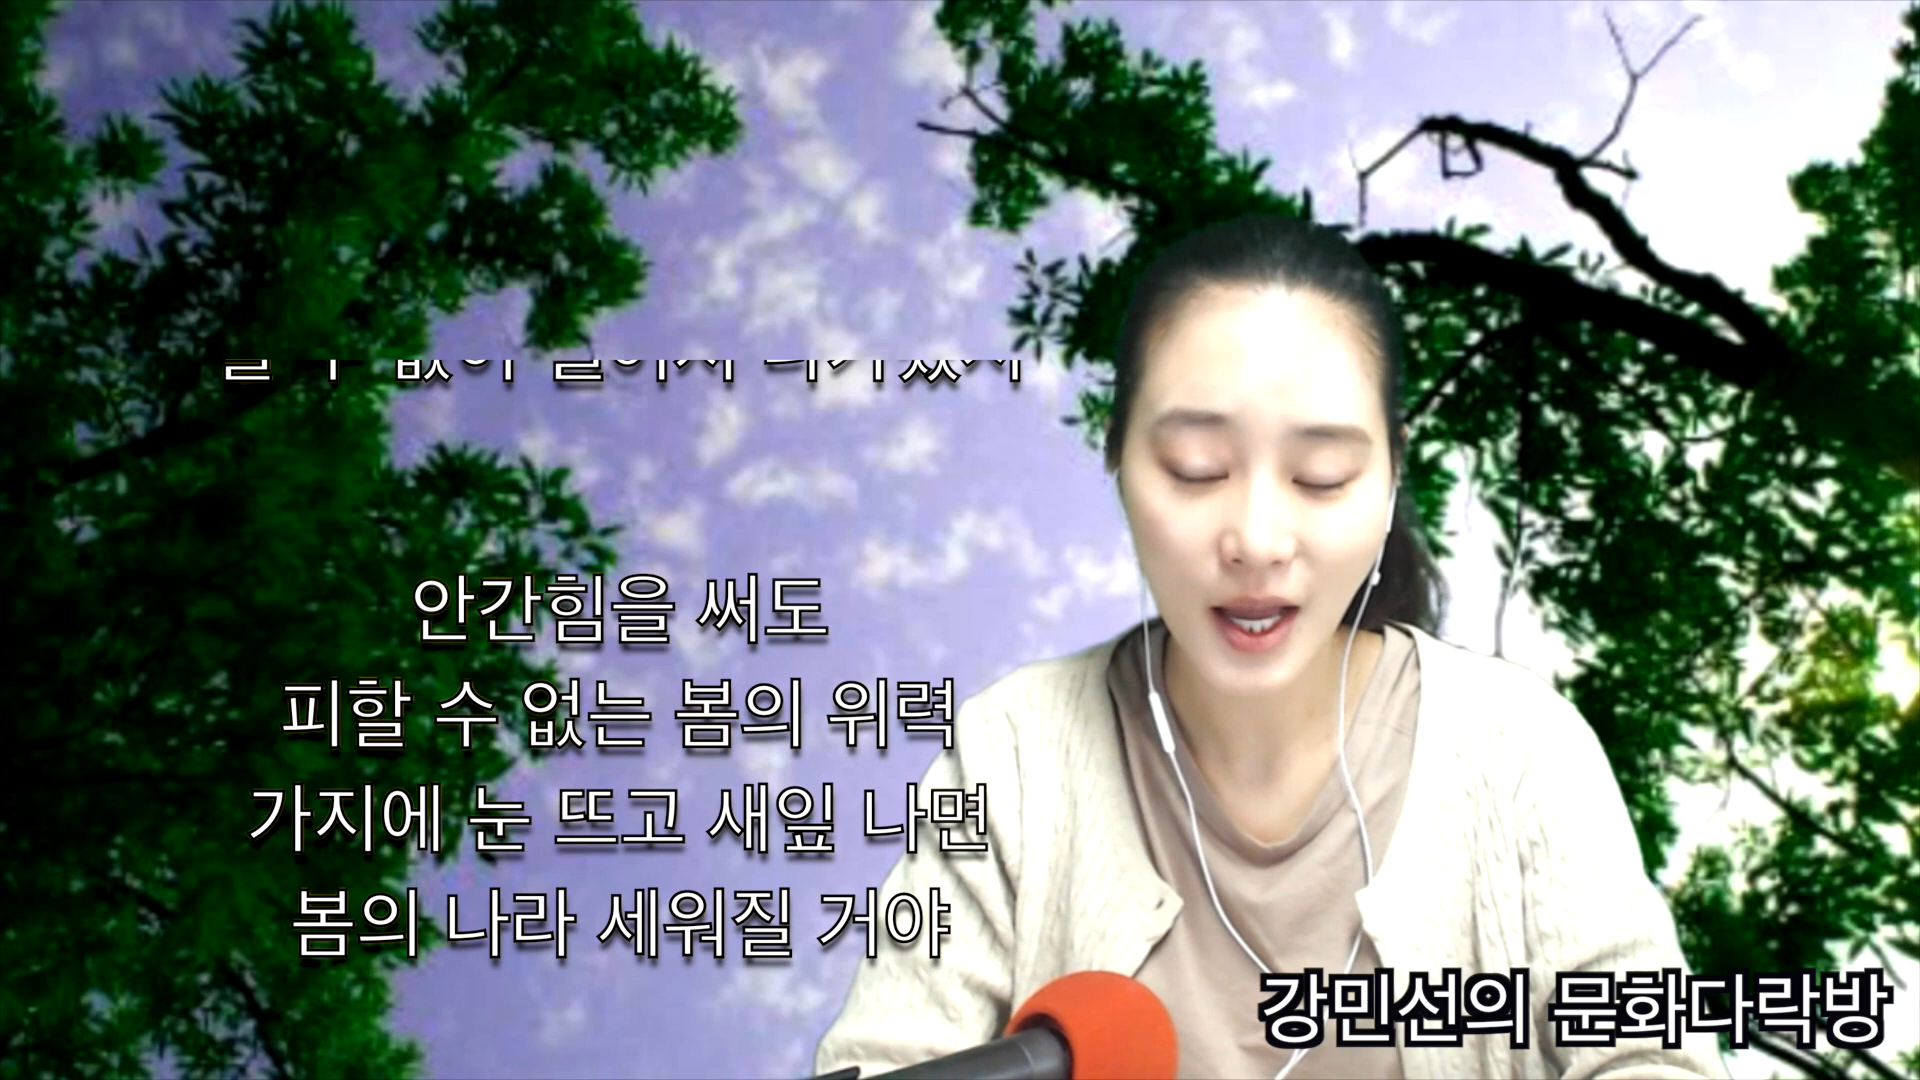 안간힘을 써도
피할 수 없는 봄의 위력
가지에 눈 뜨고 새잎 나면
봄의 나라 세워질 거야
강민선의 문화다락방